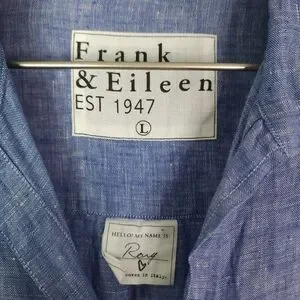 Frank
& Eileen
EST 1947
L
HELLO! MY NAME IS
Rory
woven in italy.